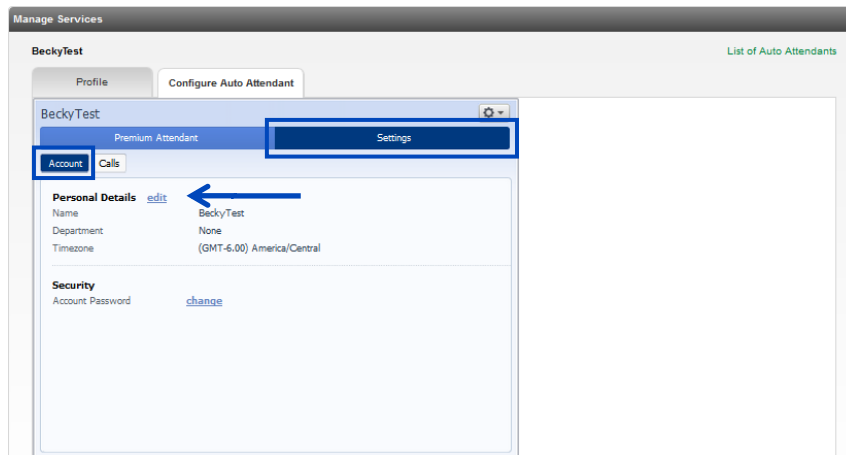 Manage Services
BeckyTest
List of Auto Attendants
Profile
Configure Auto Attendant
BeckyTest
Premium Attendant
Settings
Account
Calls
Personal Details edit
Name BeckyTest
Department None
Timezone (GMT-6.00) America/Central
Security
Account Password change